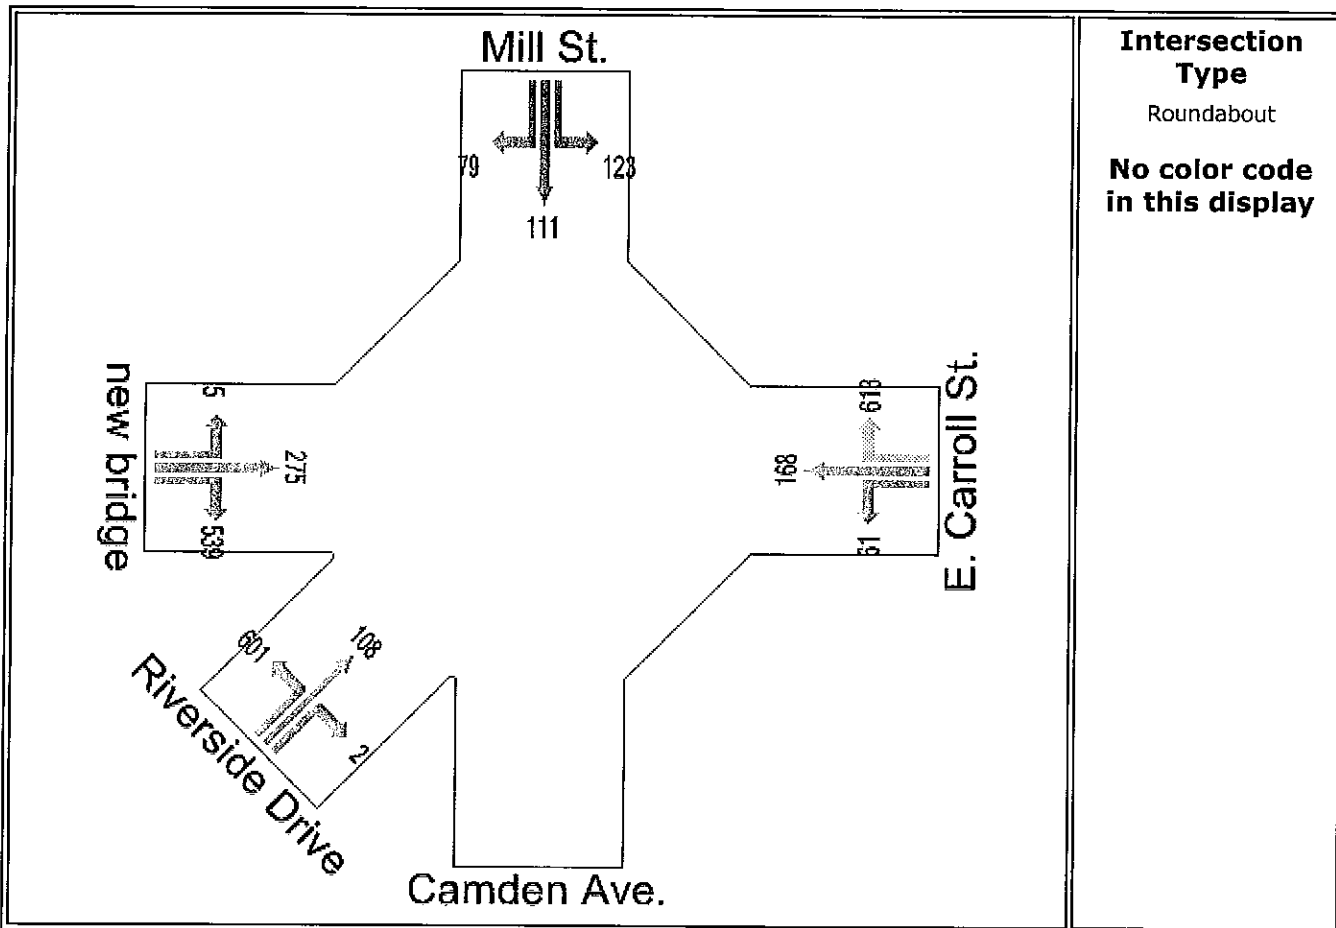 Mill St.
79
123
111
new bridge
5
275
539
E. Carroll St.
613
168
61
Riverside Drive
601
108
2
Camden Ave.
Intersection
Type
Roundabout
No color code
in this display